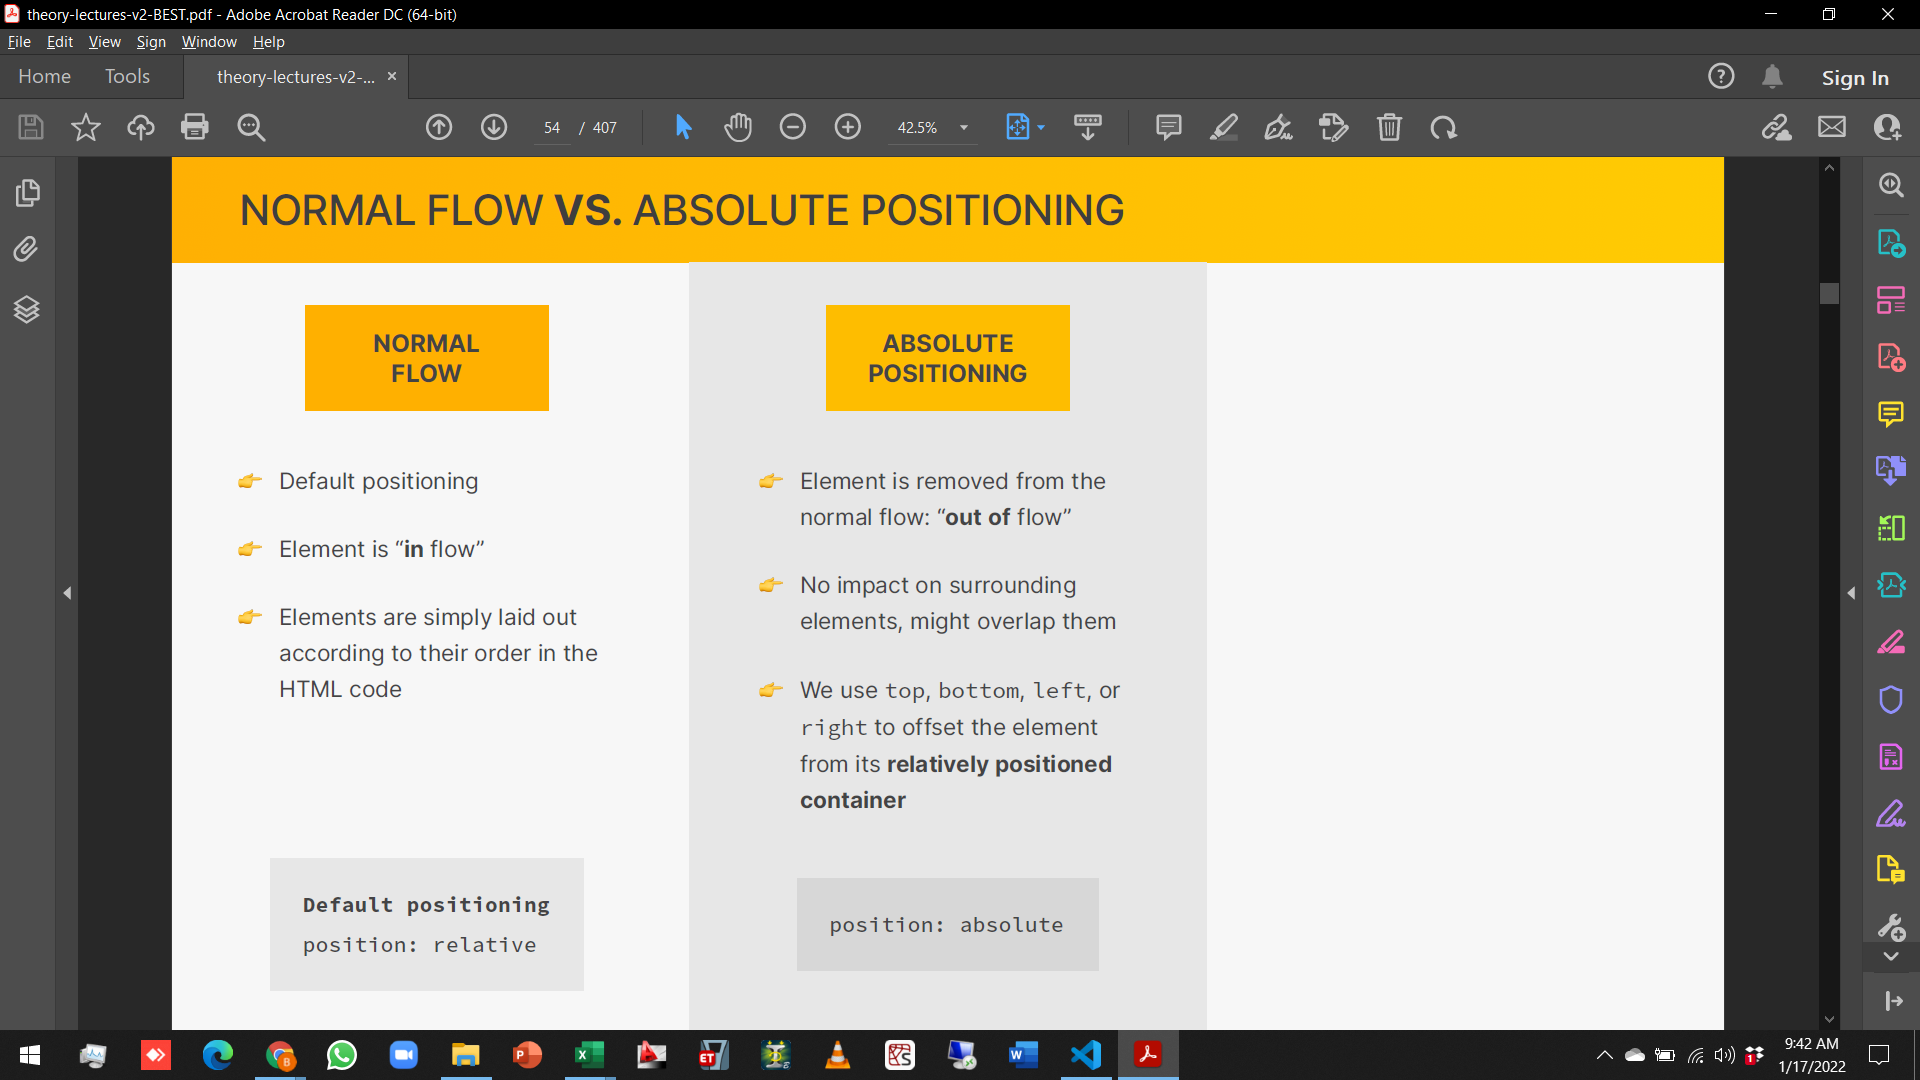 theory-lectures-v2-BEST.pdf - Adobe Acrobat Reader DC (64-bit)
File Edit View Sign Window Help
Home Tools theory-lectures-v2-... × Sign In
54 / 407 42.5%
NORMAL FLOW VS. ABSOLUTE POSITIONING
NORMAL
FLOW
Default positioning
Element is “in flow”
Elements are simply laid out
according to their order in the
HTML code
Default positioning
position: relative
ABSOLUTE
POSITIONING
Element is removed from the
normal flow: “out of flow”
No impact on surrounding
elements, might overlap them
We use top, bottom, left, or
right to offset the element
from its relatively positioned
container
position: absolute
9:42 AM
1/17/2022